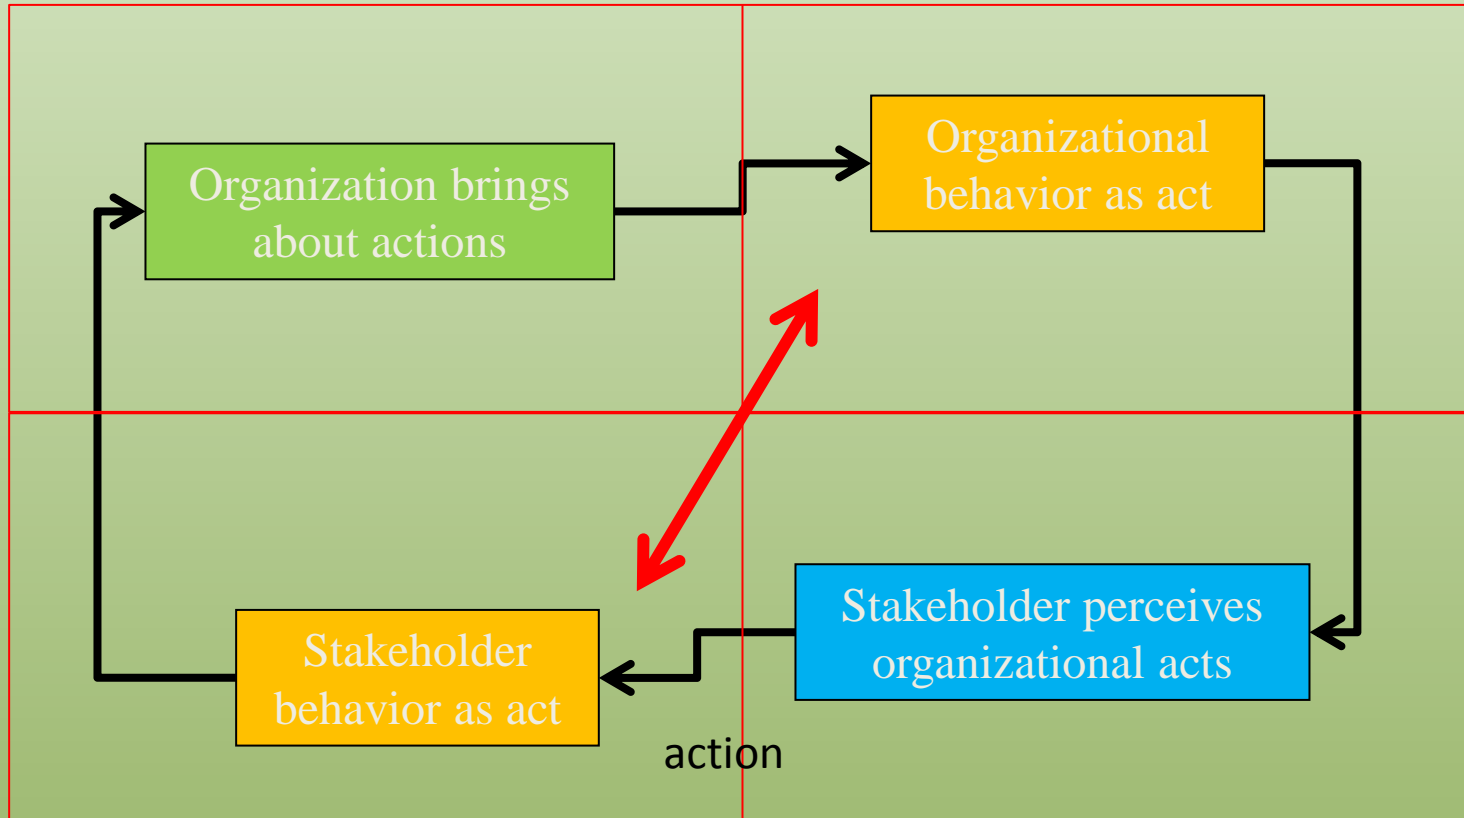 Organization brings
about actions
Organizational
behavior as act
Stakeholder
behavior as act
Stakeholder perceives
organizational acts
action